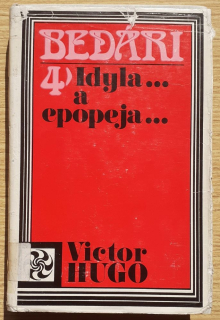 BEDÁRI
4) Idyla...
a
epopeja...
Victor
HUGO